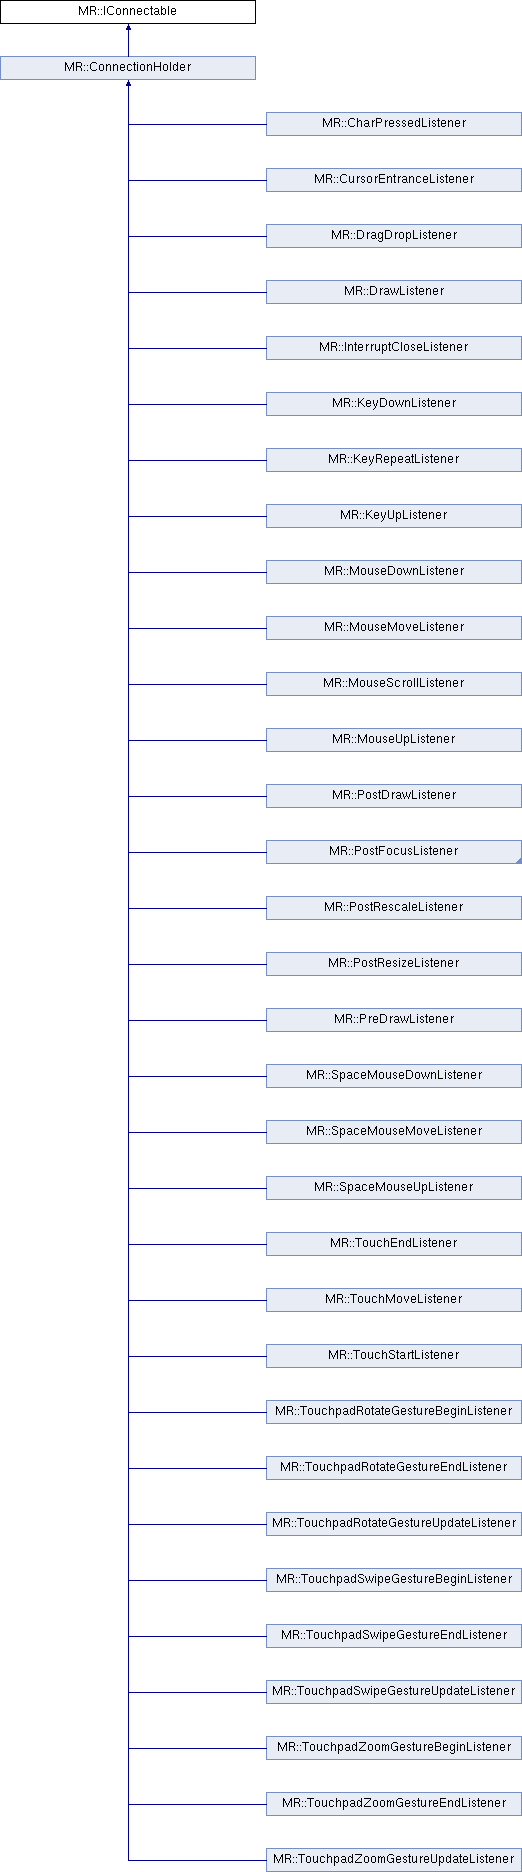 MR::IConnectable
MR::ConnectionHolder
MR::CharPressedListener
MR::CursorEntranceListener
MR::DragDropListener
MR::DrawListener
MR::InterruptCloseListener
MR::KeyDownListener
MR::KeyRepeatListener
MR::KeyUpListener
MR::MouseDownListener
MR::MouseMoveListener
MR::MouseScrollListener
MR::MouseUpListener
MR::PostDrawListener
MR::PostFocusListener
MR::PostRescaleListener
MR::PostResizeListener
MR::PreDrawListener
MR::SpaceMouseDownListener
MR::SpaceMouseMoveListener
MR::SpaceMouseUpListener
MR::TouchEndListener
MR::TouchMoveListener
MR::TouchStartListener
MR::TouchpadRotateGestureBeginListener
MR::TouchpadRotateGestureEndListener
MR::TouchpadRotateGestureUpdateListener
MR::TouchpadSwipeGestureBeginListener
MR::TouchpadSwipeGestureEndListener
MR::TouchpadSwipeGestureUpdateListener
MR::TouchpadZoomGestureBeginListener
MR::TouchpadZoomGestureEndListener
MR::TouchpadZoomGestureUpdateListener